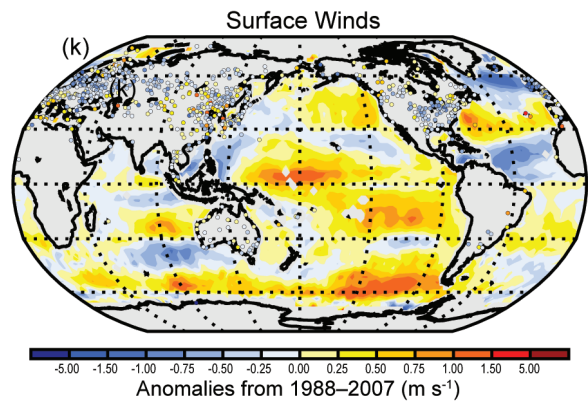 Surface Winds
(k)
(k)
-5.00 -1.50 -1.00 -0.75 -0.50 -0.25 0.00 0.25 0.50 0.75 1.00 1.50 5.00
Anomalies from 1988–2007 (m s-1)